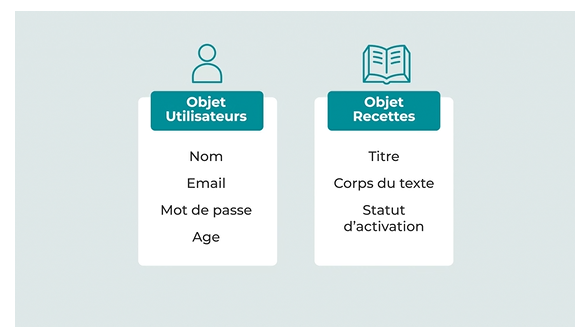 Objet
Utilisateurs
Nom
Email
Mot de passe
Age
Objet
Recettes
Titre
Corps du texte
Statut
d'activation